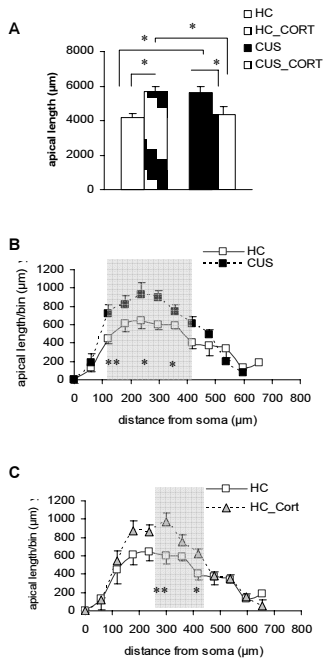 A
HC
HC_CORT
CUS
CUS_CORT
* *
* *
apical length (µm)
8000
6000
4000
2000
0
B
HC
CUS
apical length/bin (µm)
1200
1000
800
600
400
200
0
** * *
0 100 200 300 400 500 600 700
distance from soma (µm)
C
HC
HC_Cort
apical length/bin (µm)
1200
1000
800
600
400
200
0
** *
0 100 200 300 400 500 600 700
distance from soma (µm)